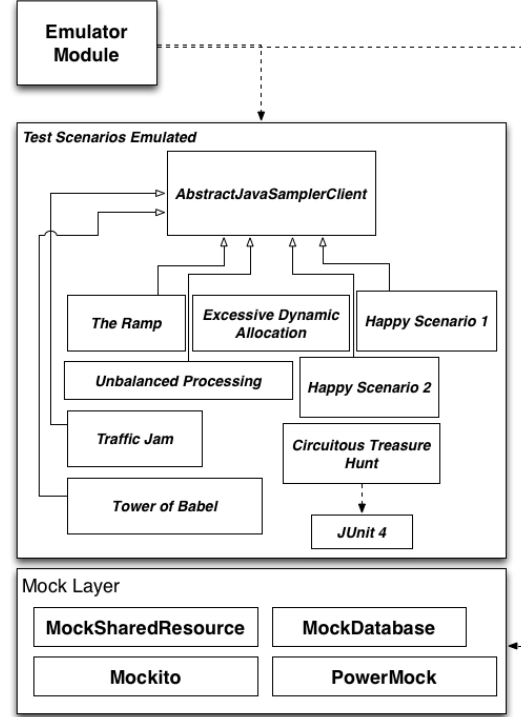 Emulator
Module
Test Scenarios Emulated
AbstractJavaSamplerClient
The Ramp
Excessive Dynamic
Allocation
Happy Scenario 1
Unbalanced Processing
Happy Scenario 2
Traffic Jam
Circuitous Treasure
Hunt
Tower of Babel
JUnit 4
Mock Layer
MockSharedResource
MockDatabase
Mockito
PowerMock